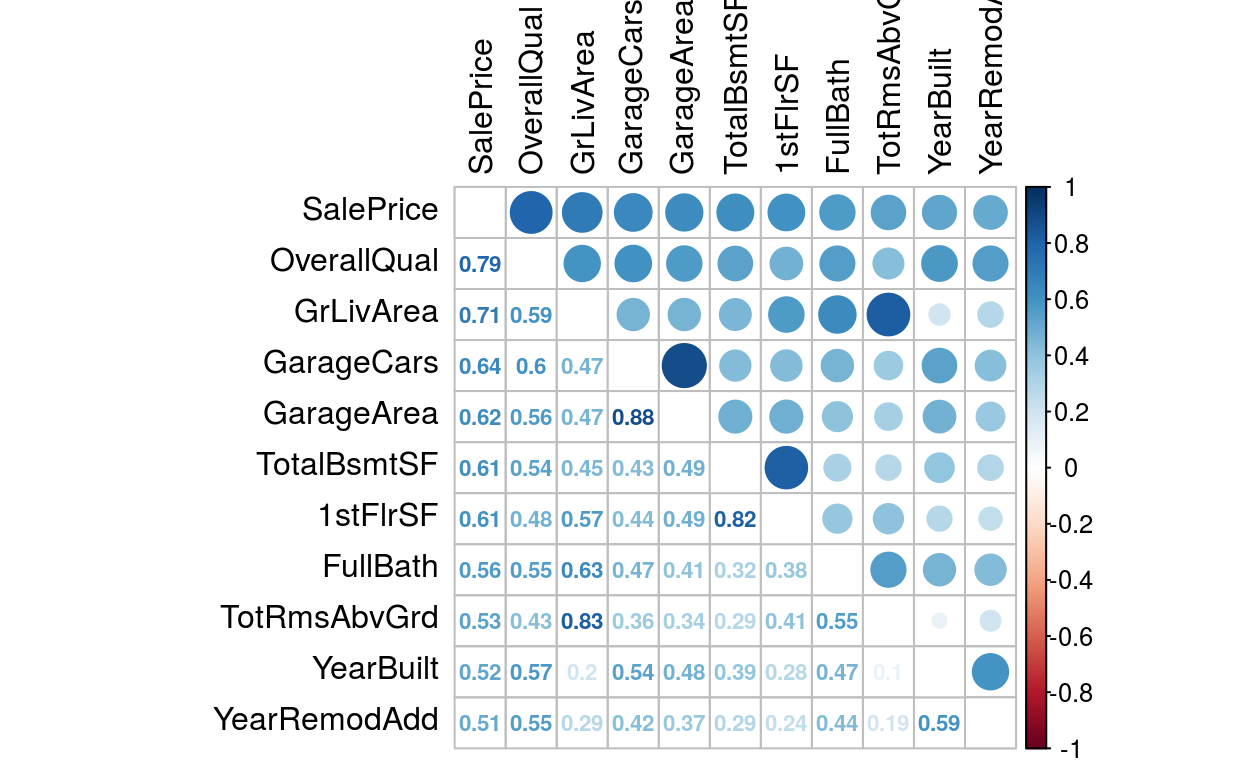 SalePrice
OverallQual
GrLivArea
GarageCars
GarageArea
TotalBsmtSF
1stFlrSF
FullBath
TotRmsAbvG
YearBuilt
YearRemodA
SalePrice
OverallQual 0.79
GrLivArea 0.71 0.59
GarageCars 0.64 0.6 0.47
GarageArea 0.62 0.56 0.47 0.88
TotalBsmtSF 0.61 0.54 0.45 0.43 0.49
1stFlrSF 0.61 0.48 0.57 0.44 0.49 0.82
FullBath 0.56 0.55 0.63 0.47 0.41 0.32 0.38
TotRmsAbvGrd 0.53 0.43 0.83 0.36 0.34 0.29 0.41 0.55
YearBuilt 0.52 0.57 0.2 0.54 0.48 0.39 0.28 0.47 0.1
YearRemodAdd 0.51 0.55 0.29 0.42 0.37 0.29 0.24 0.44 0.19 0.59
1
0.8
0.6
0.4
0.2
0
-0.2
-0.4
-0.6
-0.8
-1